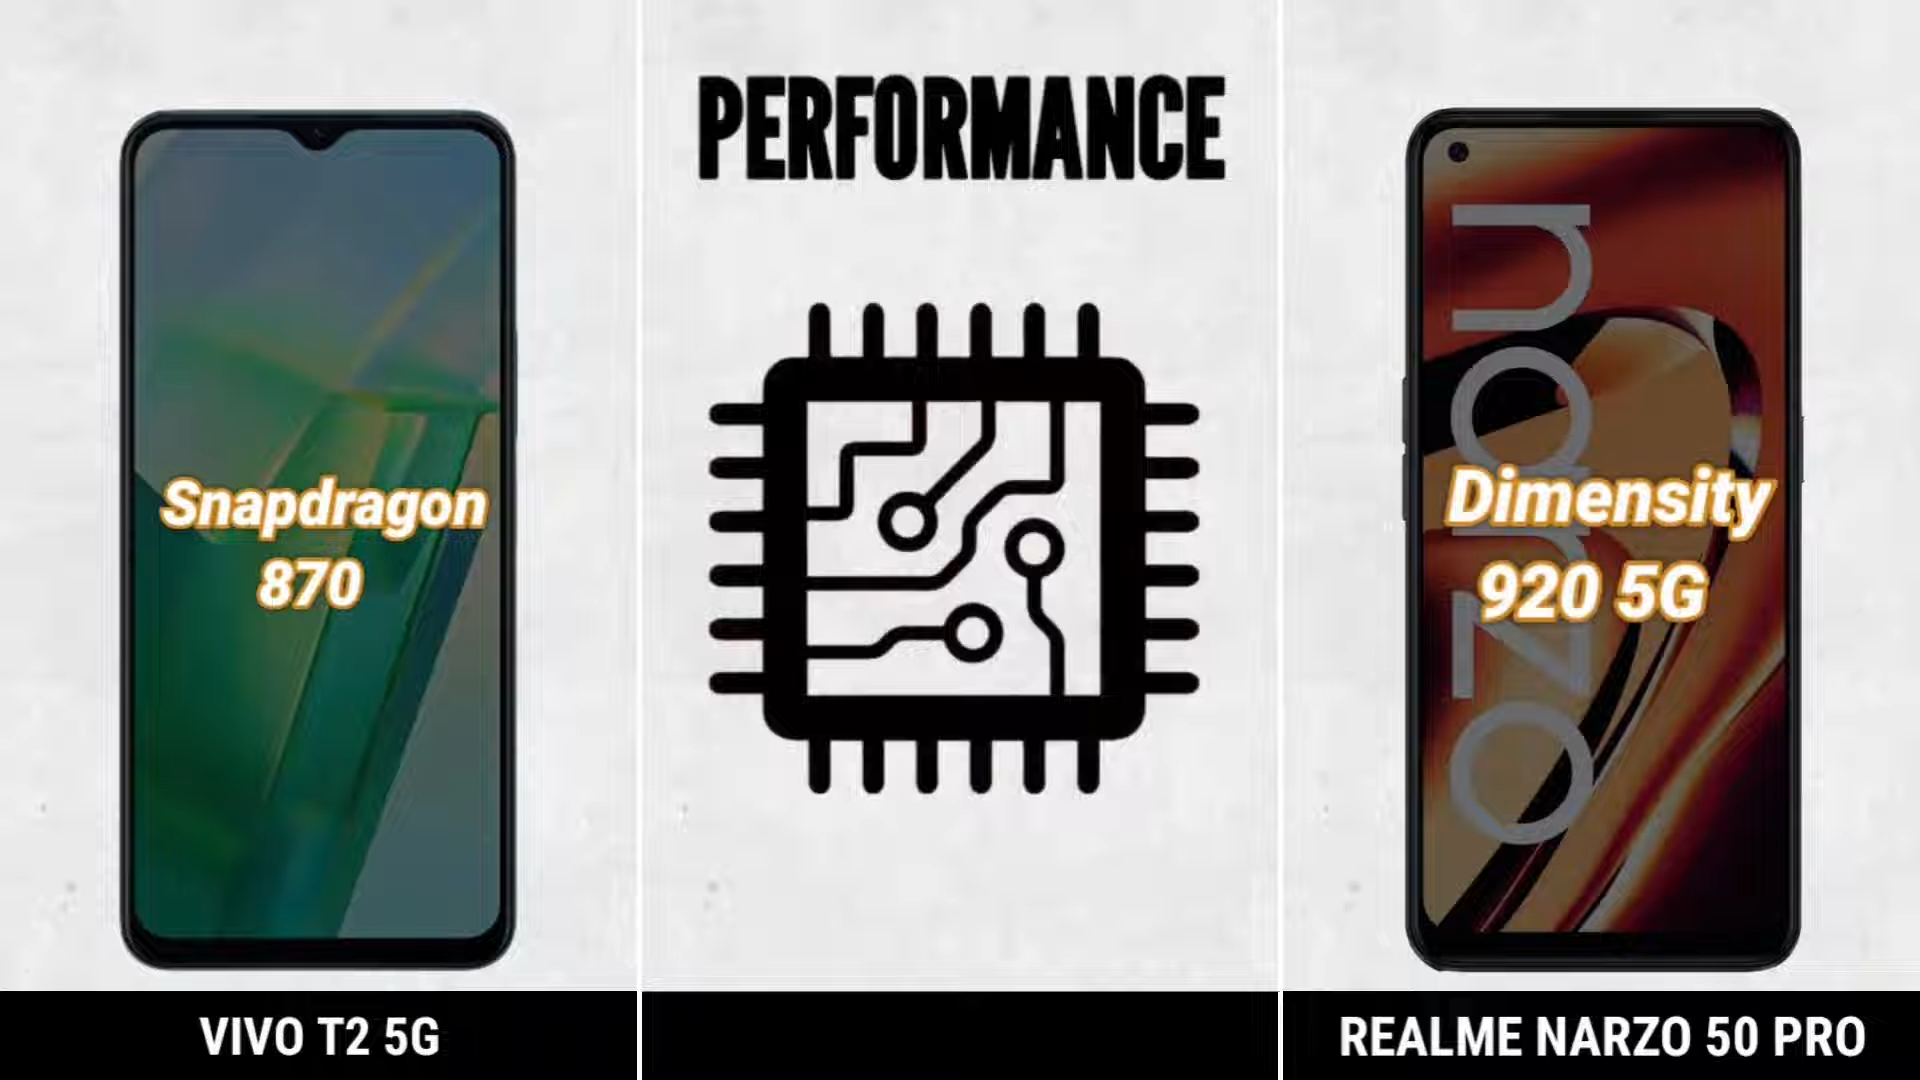 PERFORMANCE
Snapdragon
870
narzo
Dimensity
920 5G
VIVO T2 5G
REALME NARZO 50 PRO